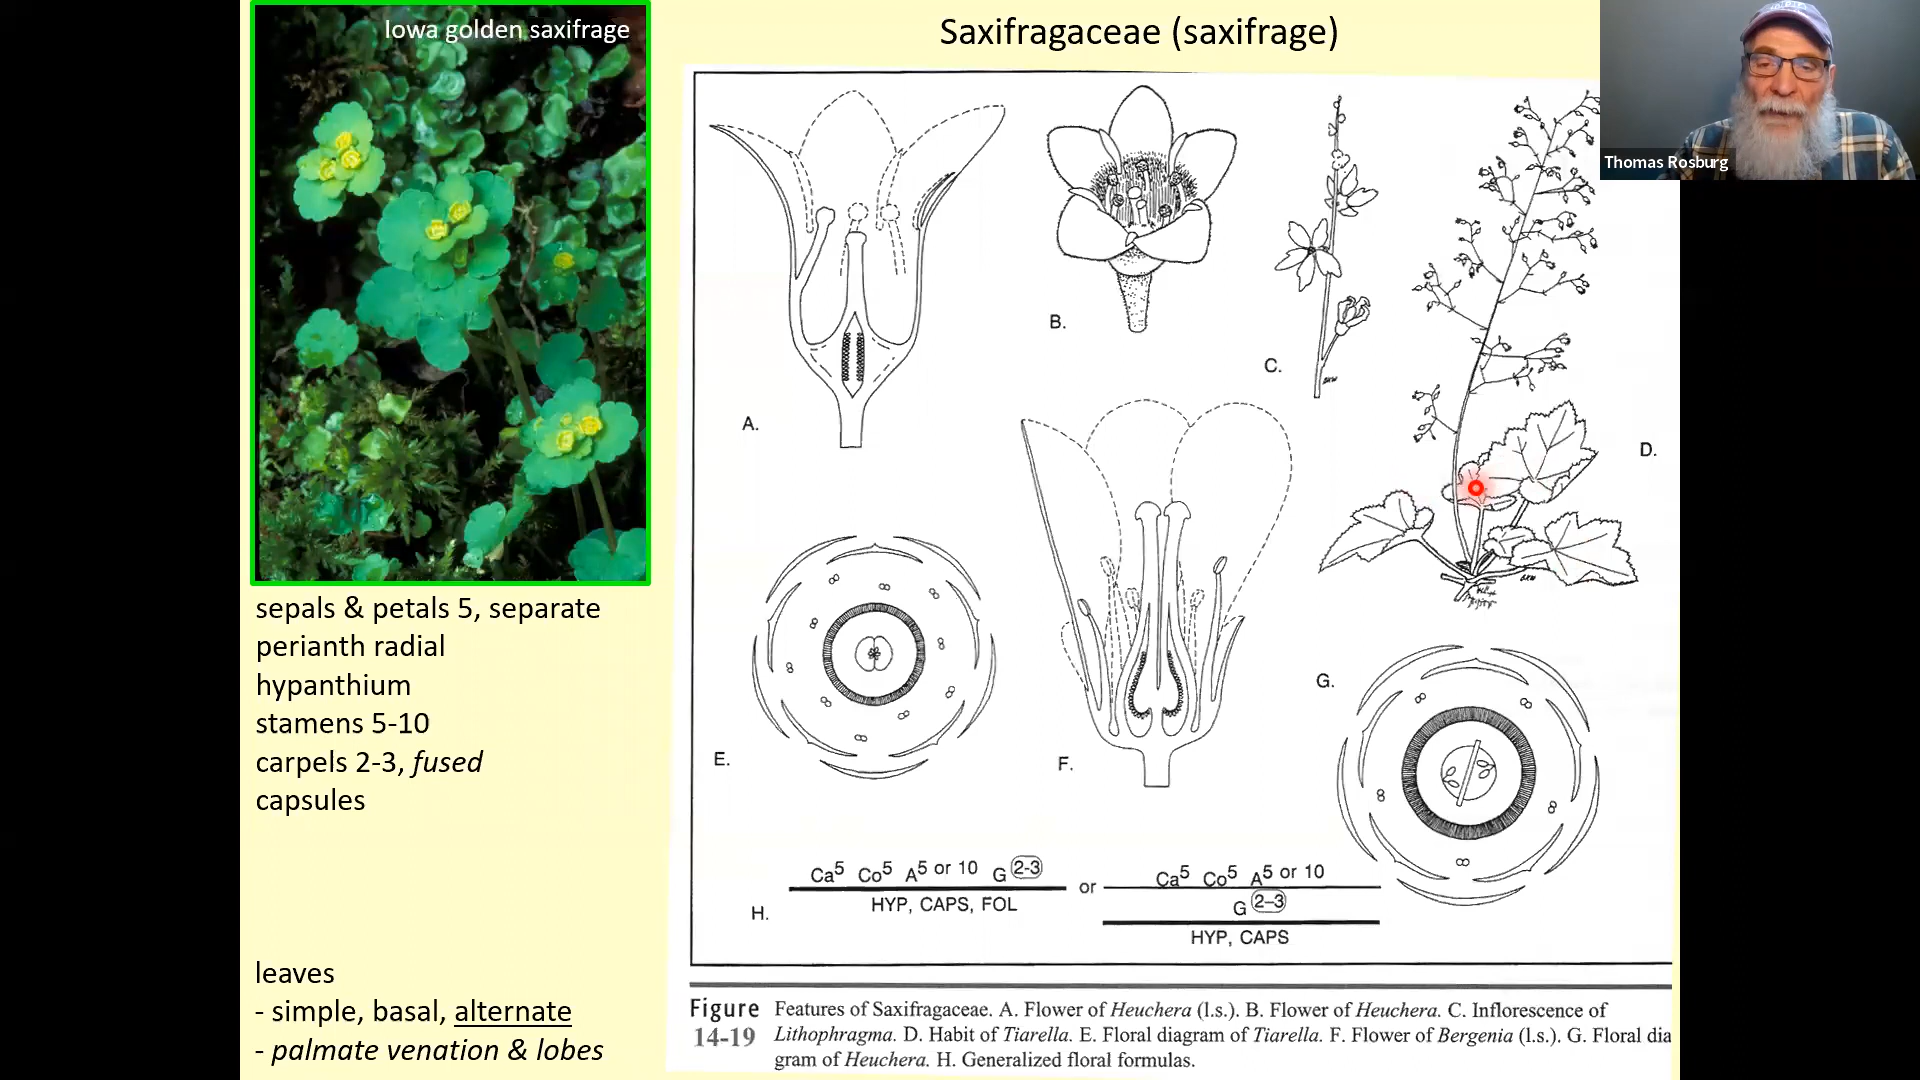 Iowa golden saxifrage
Saxifragaceae (saxifrage)
Thomas Rosburg
sepals & petals 5, separate
perianth radial
hypanthium
stamens 5-10
carpels 2-3, fused
capsules
leaves
- simple, basal, alternate
- palmate venation & lobes
A.
B.
C.
D.
E.
F.
G.
H.
Ca5 Co5 A5 or 10 G 2-3
HYP, CAPS, FOL
or
Ca5 Co5 A5 or 10
G 2-3
HYP, CAPS
Figure 14-19
Features of Saxifragaceae. A. Flower of Heuchera (l.s.). B. Flower of Heuchera. C. Inflorescence of
Lithophragma. D. Habit of Tiarella. E. Floral diagram of Tiarella. F. Flower of Bergenia (l.s.). G. Floral dia
gram of Heuchera. H. Generalized floral formulas.